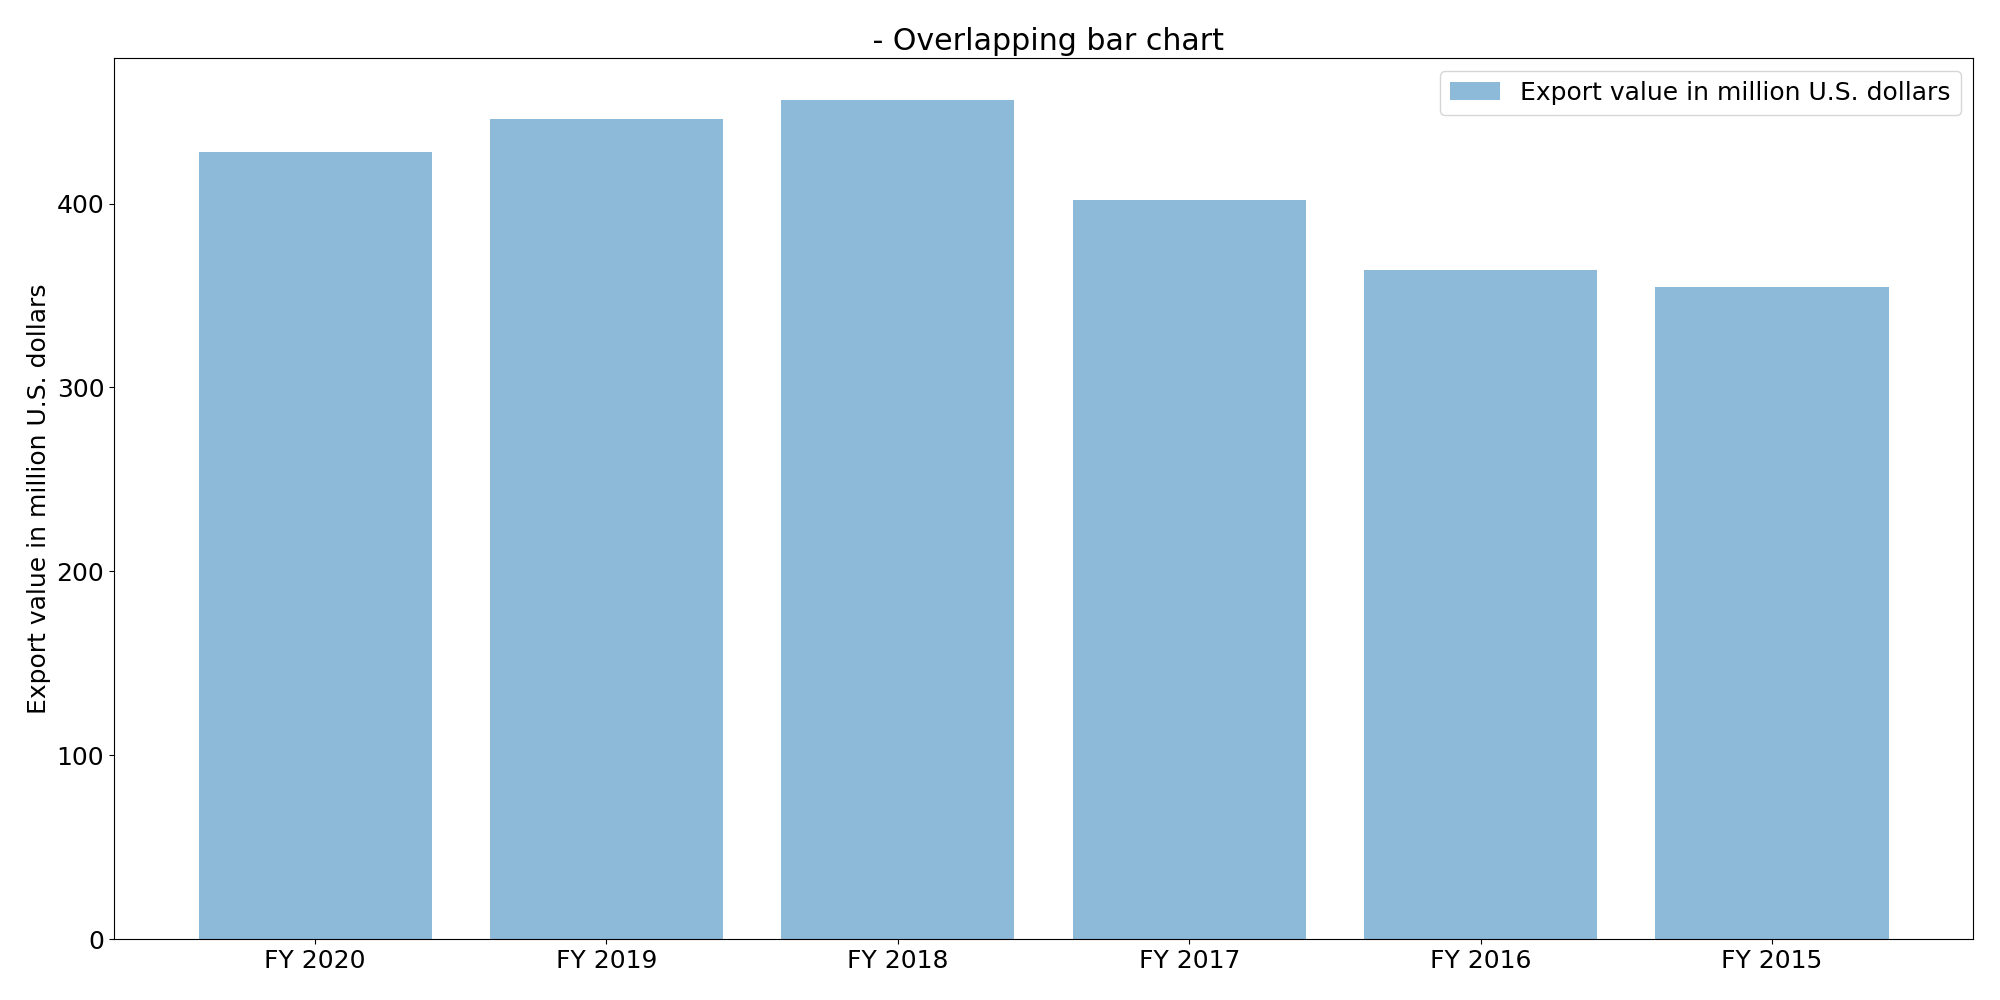 - Overlapping bar chart
Export value in million U.S. dollars
Export value in million U.S. dollars
400
300
200
100
0
FY 2020
FY 2019
FY 2018
FY 2017
FY 2016
FY 2015